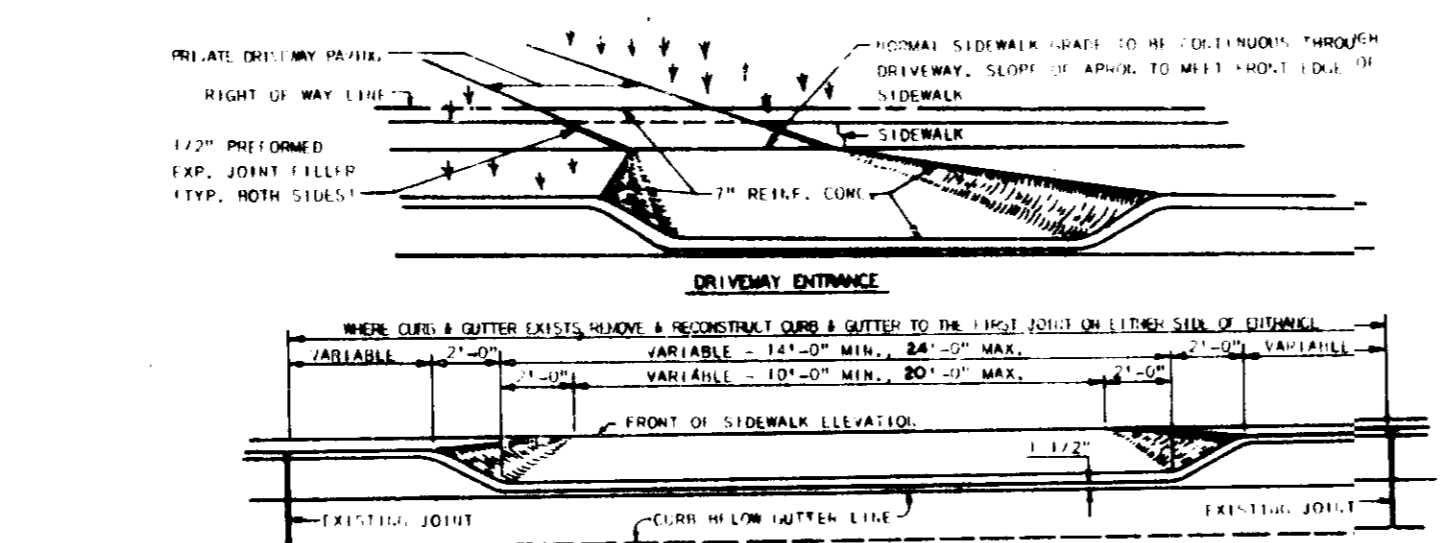 PRIVATE DRIVEWAY PAVING
RIGHT OF WAY LINE
1/2" PREFORMED
EXP. JOINT FILLER
(TYP. BOTH SIDES)
NORMAL SIDEWALK GRADE TO BE CONTINUOUS THROUGH
DRIVEWAY. SLOPE OF APRON TO MEET FRONT EDGE OF
SIDEWALK
SIDEWALK
7" REINF. CONC.
DRIVEWAY ENTRANCE
WHERE CURB & GUTTER EXISTS, REMOVE & RECONSTRUCT CURB & GUTTER TO THE FIRST JOINT ON EITHER SIDE OF ENTRANCE
VARIABLE 2'-0" VARIABLE - 14'-0" MIN., 24'-0" MAX. 2'-0" VARIABLE
2'-0" VARIABLE - 10'-0" MIN., 20'-0" MAX. 2'-0"
FRONT OF SIDEWALK ELEVATION
1 1/2"
EXISTING JOINT CURB BELOW GUTTER LINE EXISTING JOINT